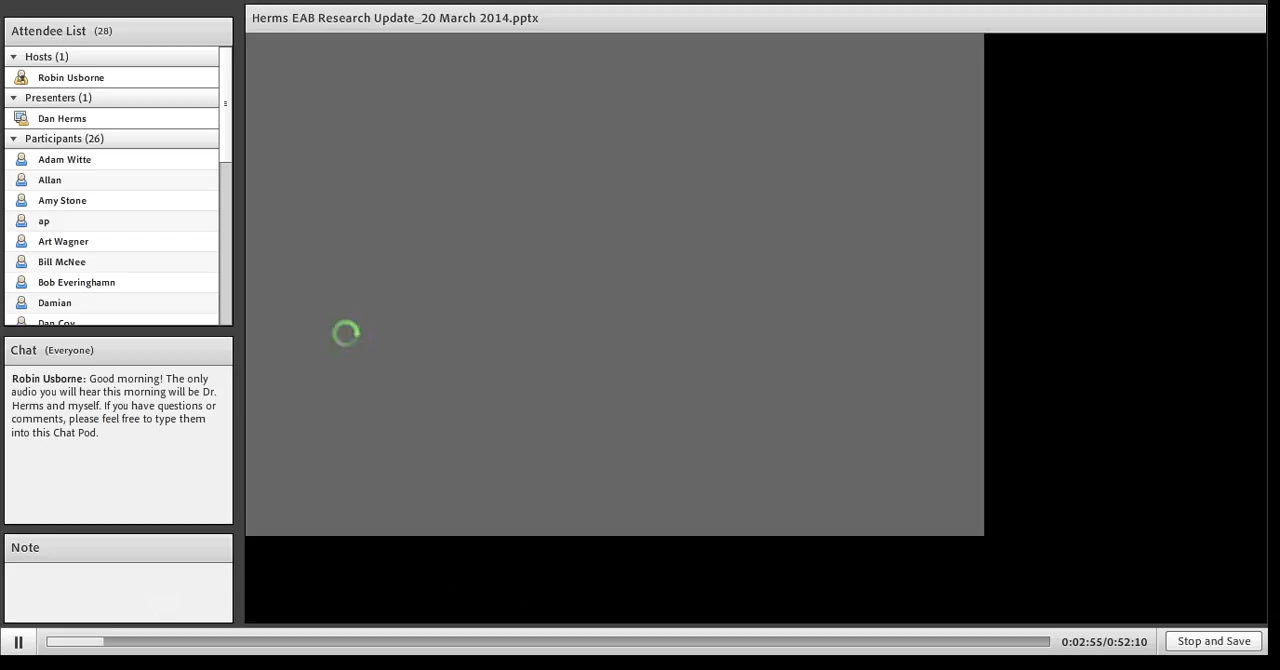 Herms EAB Research Update_20 March 2014.pptx
Attendee List (28)
Hosts (1)
Robin Usborne
Presenters (1)
Dan Herms
Participants (26)
Adam Witte
Allan
Amy Stone
ap
Art Wagner
Bill McNee
Bob Everinghamn
Damian
Dan Coy
Chat (Everyone)
Robin Usborne: Good morning! The only
audio you will hear this morning will be Dr.
Herms and myself. If you have questions or
comments, please feel free to type them
into this Chat Pod.
Note
0:02:55/0:52:10
Stop and Save